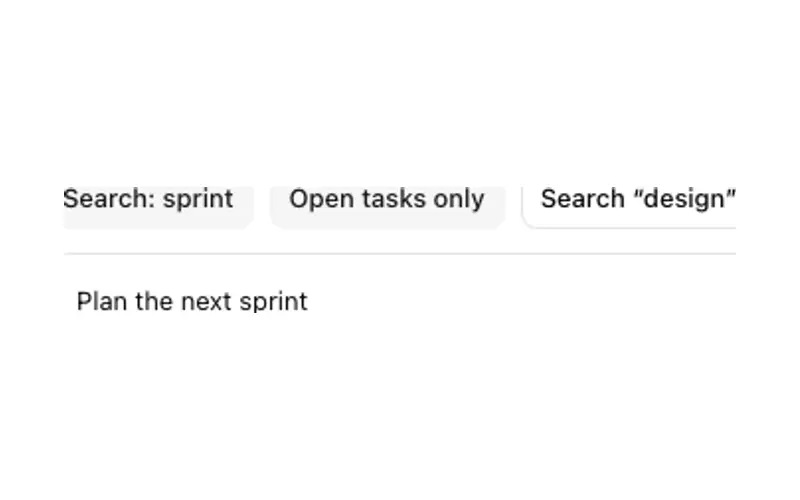 Search: sprint Open tasks only Search “design”
Plan the next sprint